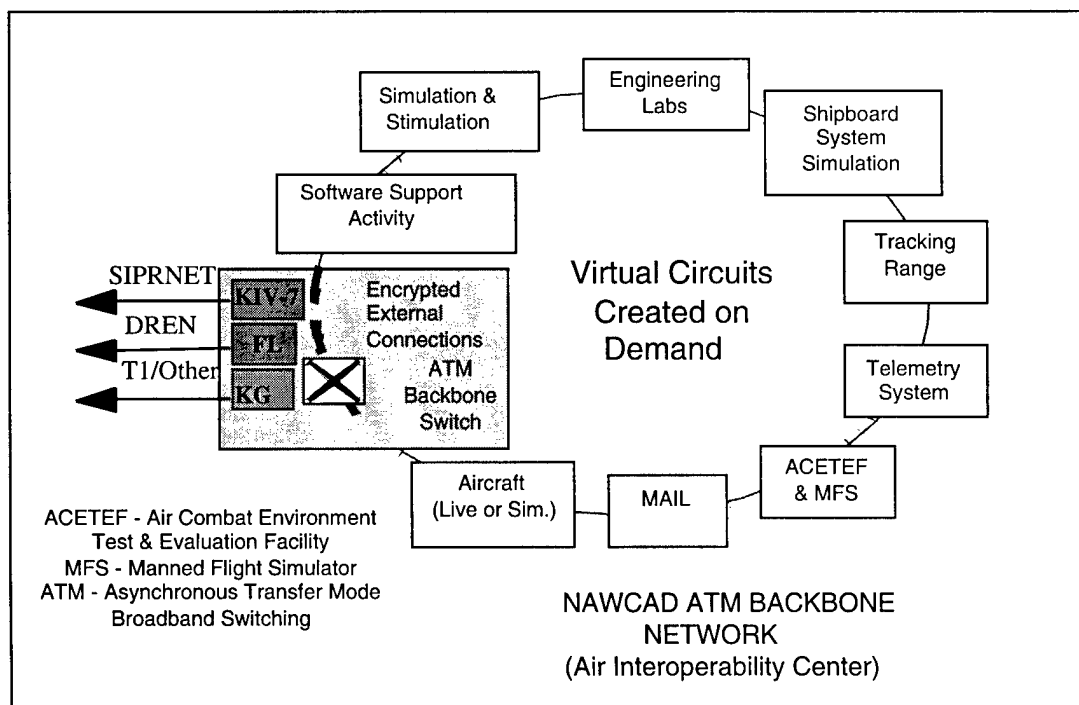 Engineering
Labs
Simulation &
Stimulation
Shipboard
System
Simulation
Software Support
Activity
Tracking
Range
SIPRNET
KIV-7
Encrypted
External
Connections
Virtual Circuits
Created on
Demand
DREN
FL
T1/Other
KG
ATM
Backbone
Switch
Telemetry
System
ACETEF
& MFS
Aircraft
(Live or Sim.)
MAIL
ACETEF - Air Combat Environment
Test & Evaluation Facility
MFS - Manned Flight Simulator
ATM - Asynchronous Transfer Mode
Broadband Switching
NAWCAD ATM BACKBONE
NETWORK
(Air Interoperability Center)